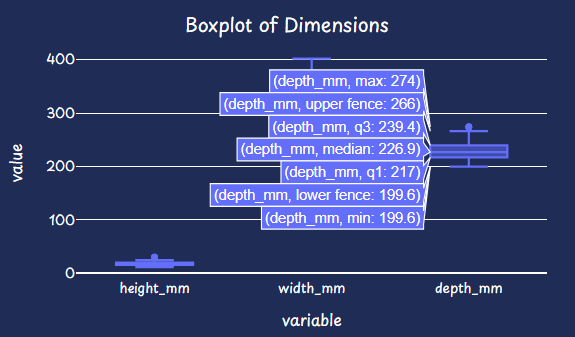 Boxplot of Dimensions
value
400
300
200
100
0
(depth_mm, max: 274)
(depth_mm, upper fence: 266)
(depth_mm, q3: 239.4)
(depth_mm, median: 226.9)
(depth_mm, q1: 217)
(depth_mm, lower fence: 199.6)
(depth_mm, min: 199.6)
height_mm
width_mm
depth_mm
variable